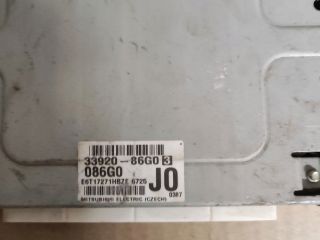 33920-86G0 3
086G0
E6T17271HBZE 6725
J0
0307
MITSUBISHI ELECTRIC (CZECH)